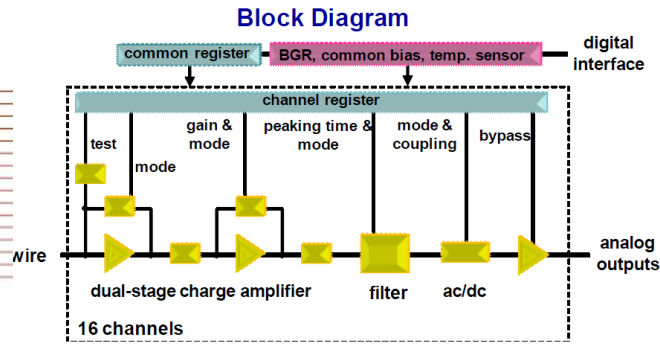 Block Diagram
common register
BGR, common bias, temp. sensor
digital
interface
channel register
test
mode
gain &
mode
peaking time &
mode
mode &
coupling
bypass
wire
analog
outputs
dual-stage charge amplifier
filter
ac/dc
16 channels